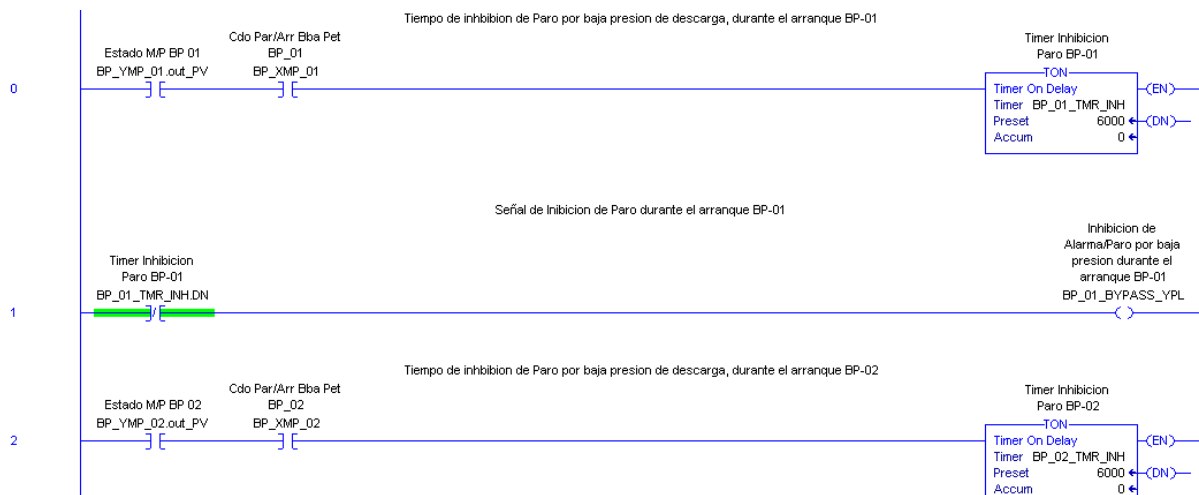 Tiempo de inhbibion de Paro por baja presion de descarga, durante el arranque BP-01
Estado M/P BP 01
BP_YMP_01.out_PV
Cdo Par/Arr Bba Pet
BP_01
BP_XMP_01
Timer Inhibicion
Paro BP-01
0
TON
Timer On Delay
Timer BP_01_TMR_INH
Preset 6000
Accum 0
EN
DN
Señal de Inibicion de Paro durante el arranque BP-01
Timer Inhibicion
Paro BP-01
BP_01_TMR_INH.DN
Inhibicion de
Alarma/Paro por baja
presion durante el
arranque BP-01
BP_01_BYPASS_YPL
1
Tiempo de inhbibion de Paro por baja presion de descarga, durante el arranque BP-02
Estado M/P BP 02
BP_YMP_02.out_PV
Cdo Par/Arr Bba Pet
BP_02
BP_XMP_02
Timer Inhibicion
Paro BP-02
2
TON
Timer On Delay
Timer BP_02_TMR_INH
Preset 6000
Accum 0
EN
DN